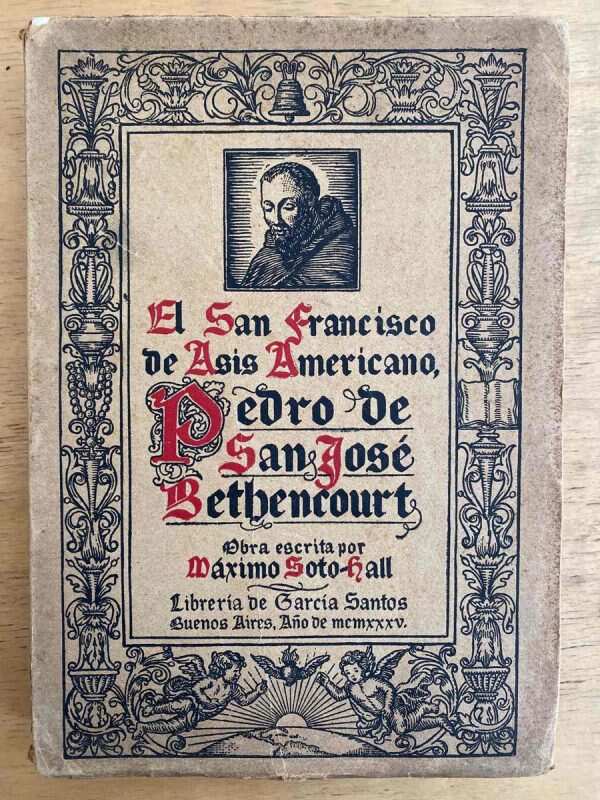 El San Francisco
de Asis Americano,
Pedro de
San José
Bethencourt
Obra escrita por
Máximo Soto-Hall
Librería de García Santos
Buenos Aires, Año de mcmxxxv.